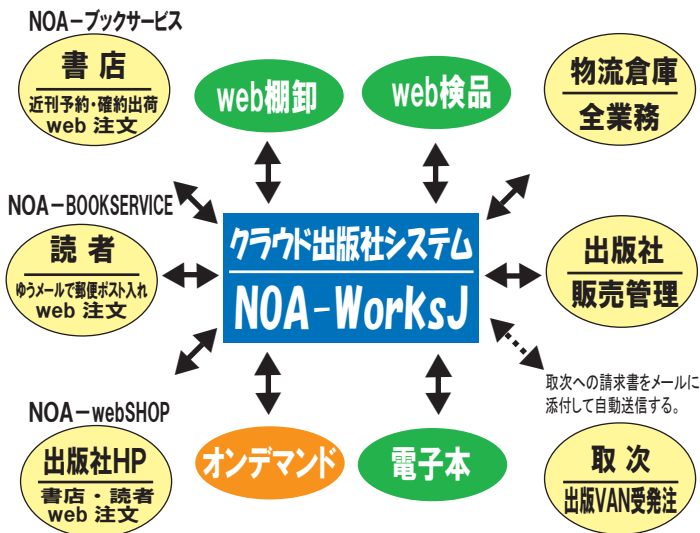 NOA−ブックサービス
書店
近刊予約・確約出荷
web 注文
web棚卸
web検品
物流倉庫
全業務
NOA−BOOKSERVICE
読者
ゆうメールで郵便ポスト入れ
web 注文
クラウド出版社システム
NOA-WorksJ
出版社
販売管理
取次への請求書をメールに
添付して自動送信する。
NOA−webSHOP
出版社HP
書店・読者
web 注文
オンデマンド
電子本
取次
出版VAN受発注